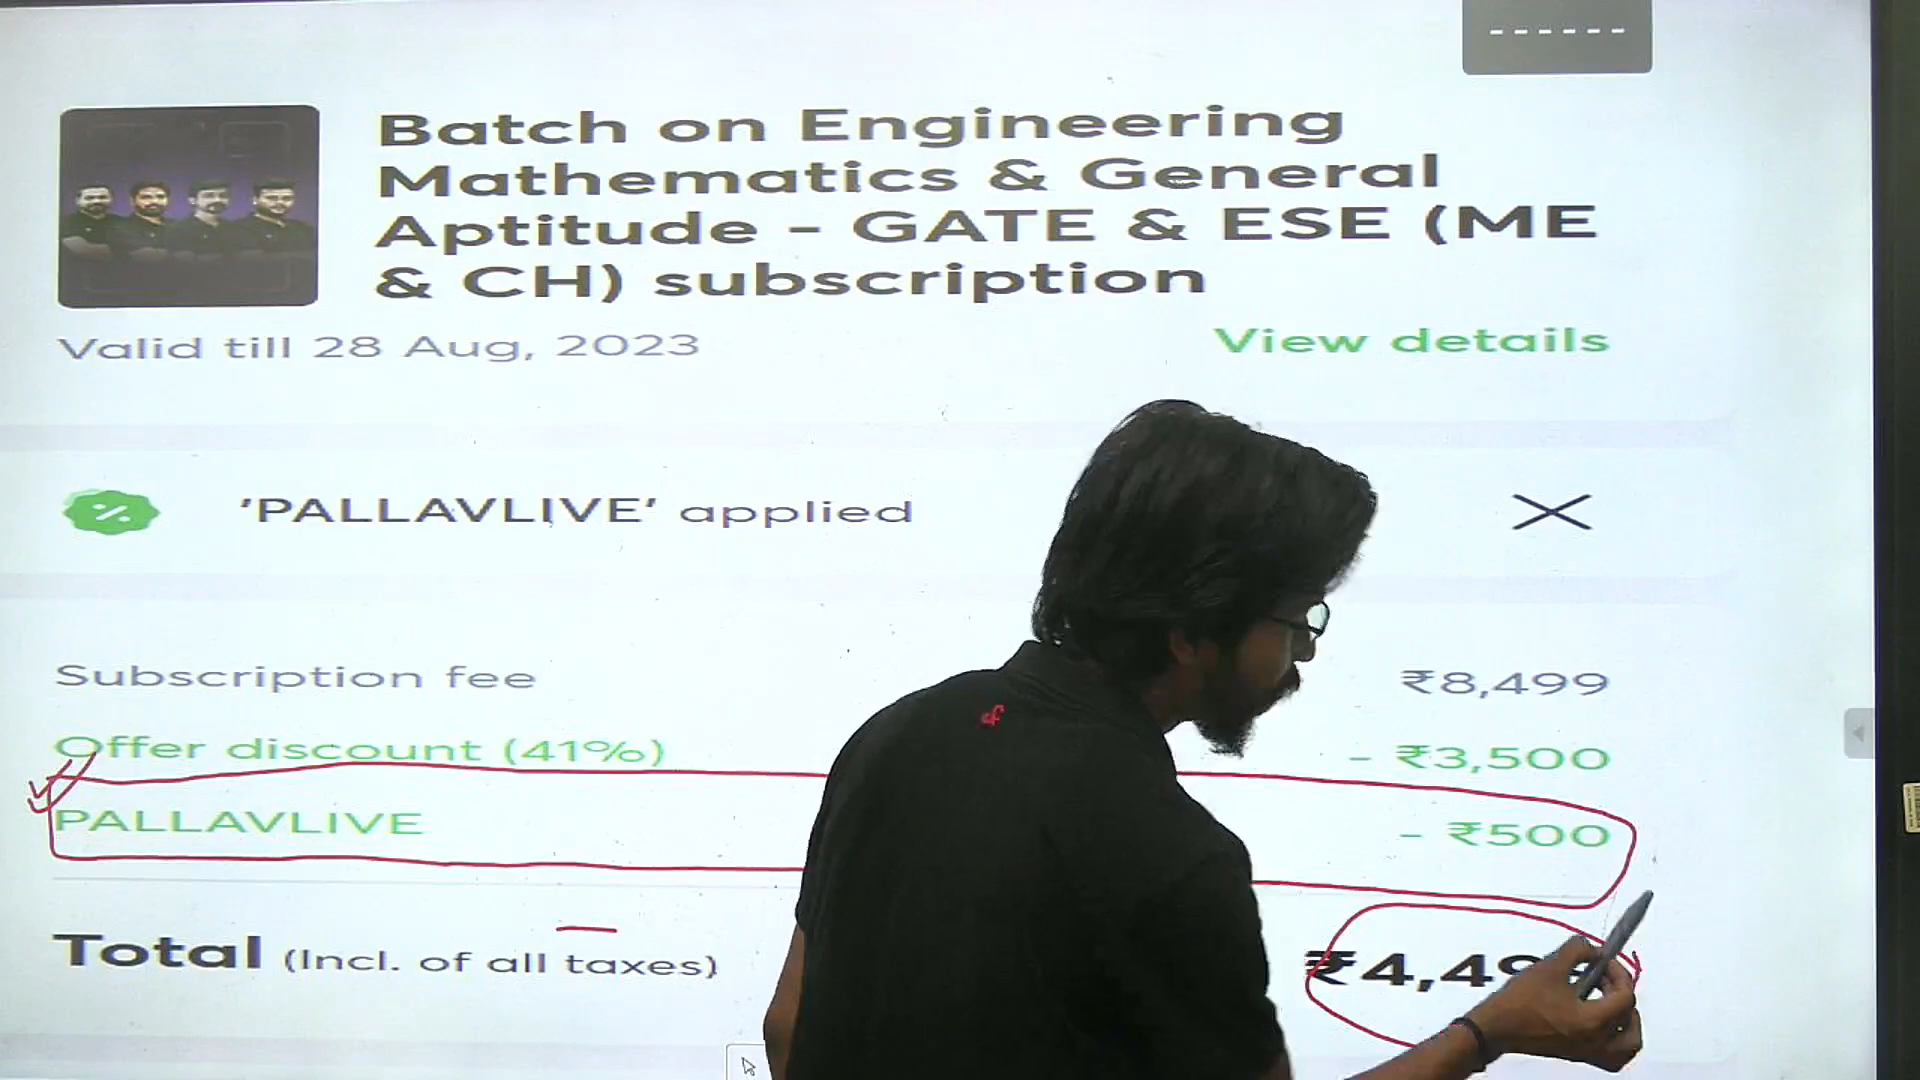 Batch on Engineering
Mathematics & General
Aptitude - GATE & ESE (ME
& CH) subscription
Valid till 28 Aug, 2023
View details
'PALLAVLIVE' applied
Subscription fee ₹8,499
Offer discount (41%) - ₹3,500
PALLAVLIVE - ₹500
Total (Incl. of all taxes)